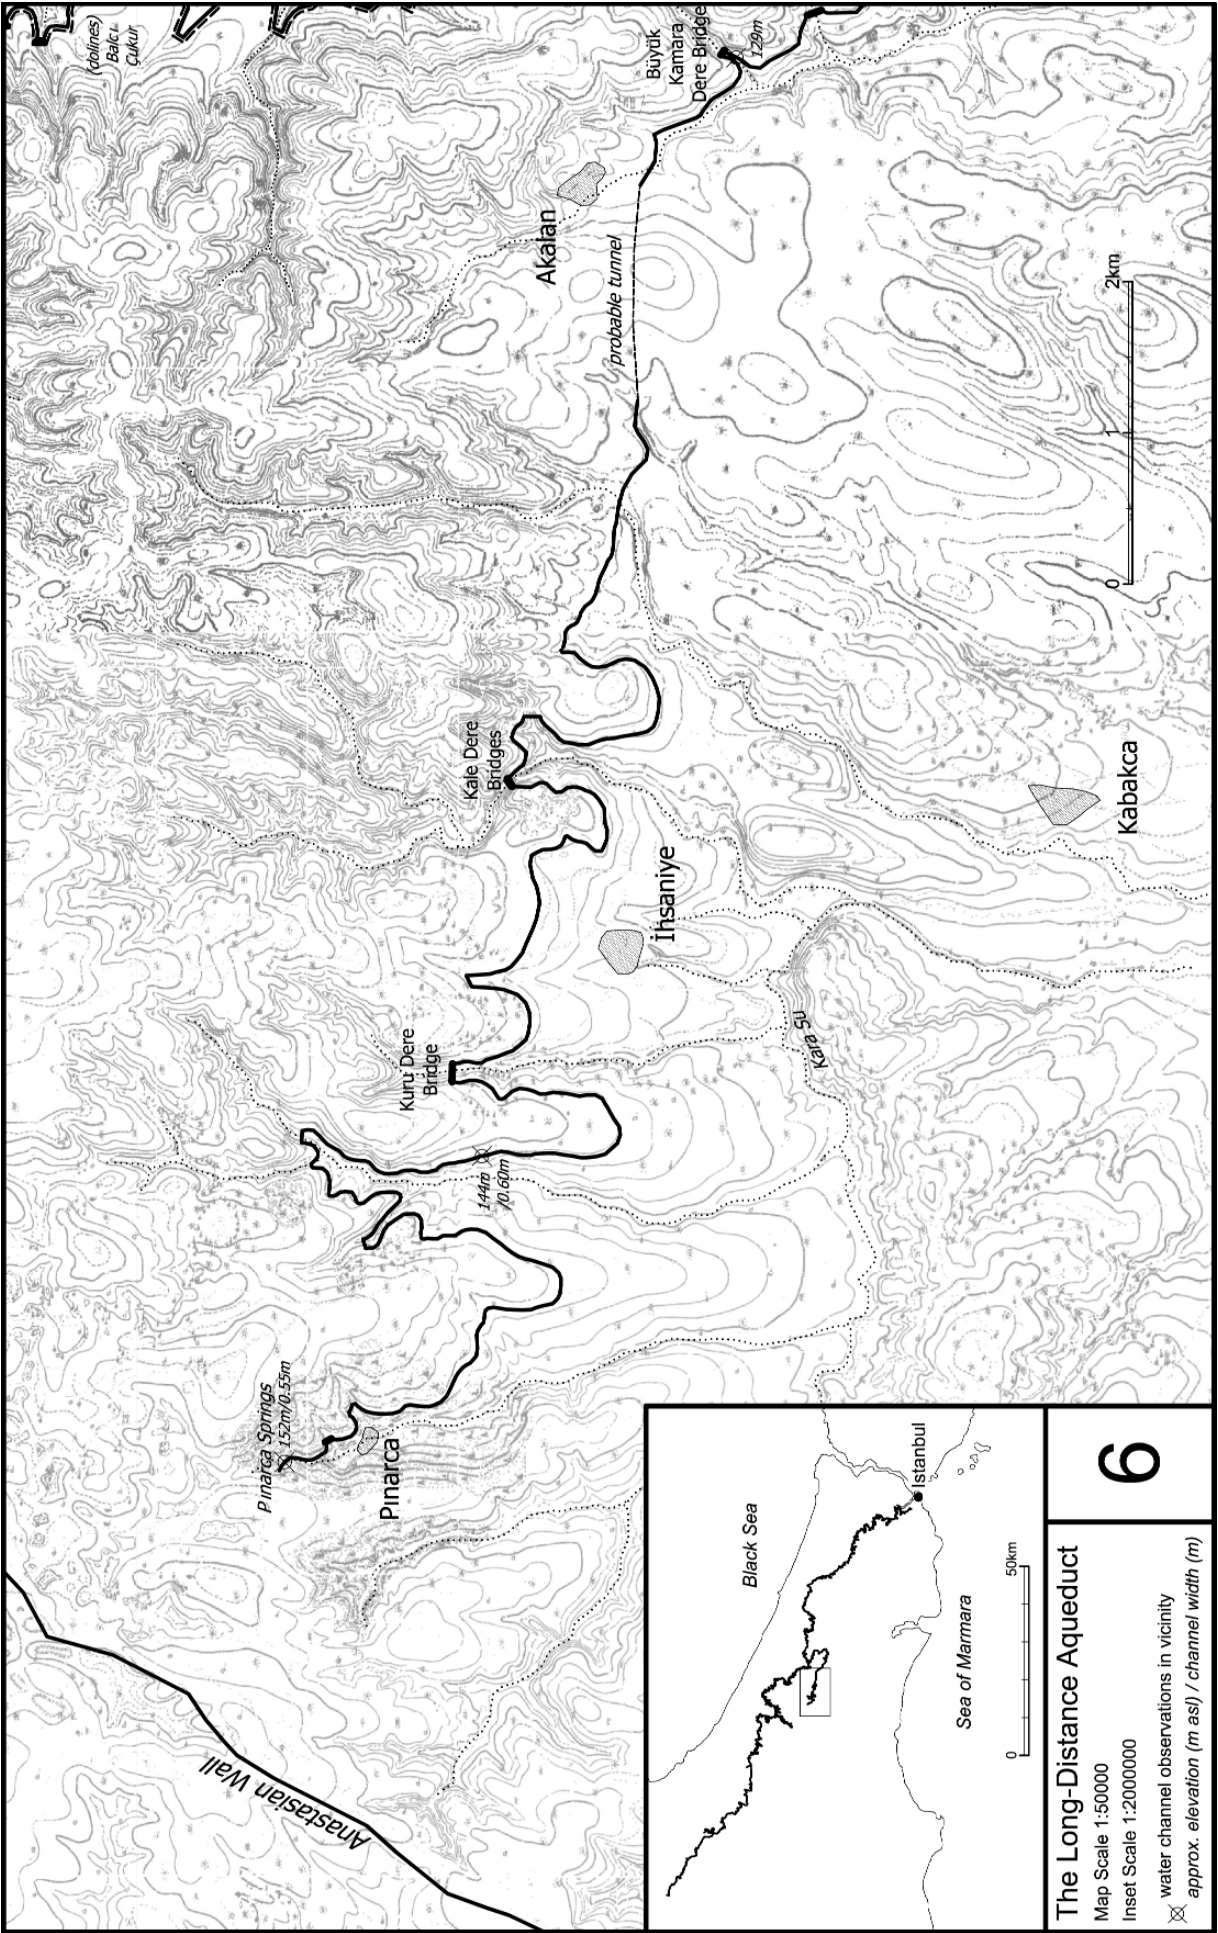 (dolines)
Balcı
Çukur
Büyük
Kamara
Dere Bridge
129m
Akalan
probable tunnel
Kale Dere
Bridges
İhsaniye
Kabakca
Kuru Dere
Bridge
Kara Su
144m
/0.60m
Pınarca Springs
152m/0.55m
Pınarca
Anastasian Wall
0
1
2km
Black Sea
Istanbul
Sea of Marmara
0
50km
The Long-Distance Aqueduct
Map Scale 1:50000
Inset Scale 1:2000000
water channel observations in vicinity
approx. elevation (m asl) / channel width (m)
6